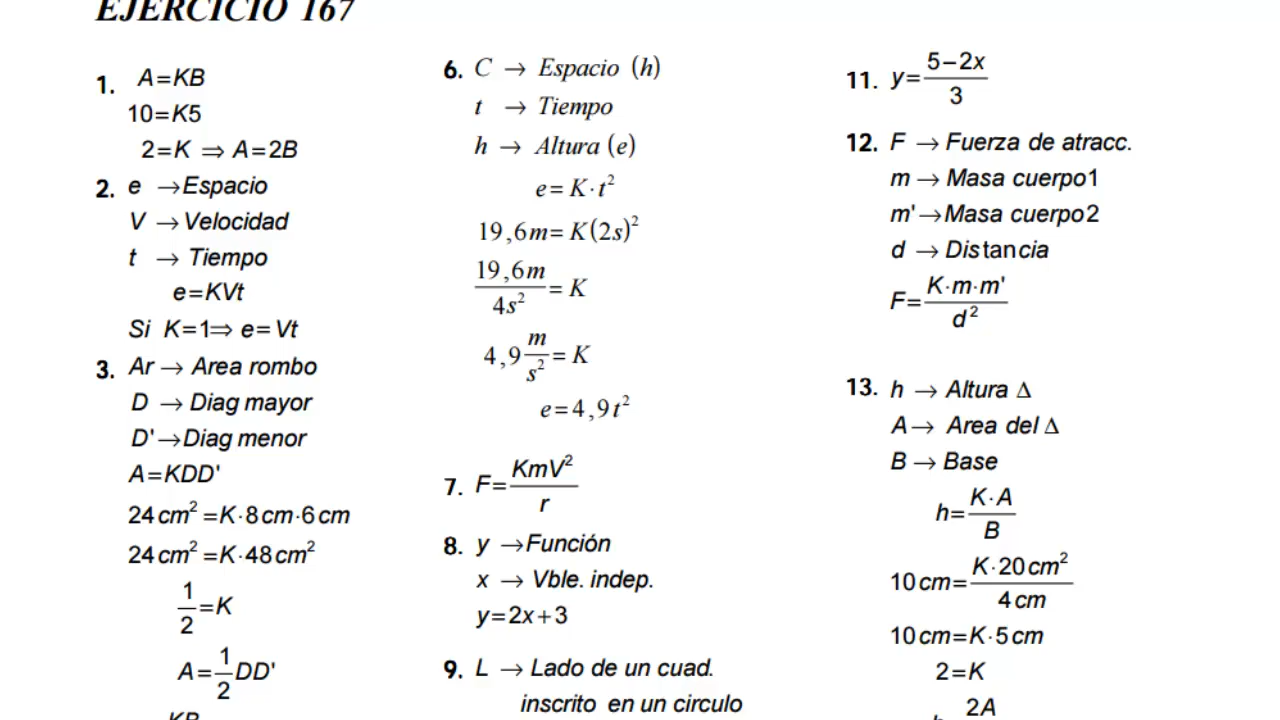 EJERCICIO 167
1. A=KB
10=K5
2=K ⇒ A=2B
2. e →Espacio
V → Velocidad
t → Tiempo
e=KVt
Si K=1⇒ e=Vt
3. Ar → Area rombo
D → Diag mayor
D'→Diag menor
A=KDD'
24 cm² =K·8 cm·6 cm
24 cm² =K·48 cm²
1/2=K
A=1/2DD'
KB
6. C → Espacio (h)
t → Tiempo
h → Altura (e)
e= K·t²
19,6m= K(2s)²
19,6m/4s²= K
4,9 m/s²= K
e=4,9t²
7. F=KmV²/r
8. y →Función
x → Vble. indep.
y=2x+3
9. L → Lado de un cuad.
inscrito en un circulo
11. y=5−2x/3
12. F → Fuerza de atracc.
m → Masa cuerpo1
m'→Masa cuerpo2
d → Distancia
F=K·m·m'/d²
13. h → Altura Δ
A→ Area del Δ
B → Base
h=K·A/B
10 cm=K·20 cm²/4 cm
10 cm=K·5 cm
2=K
2A